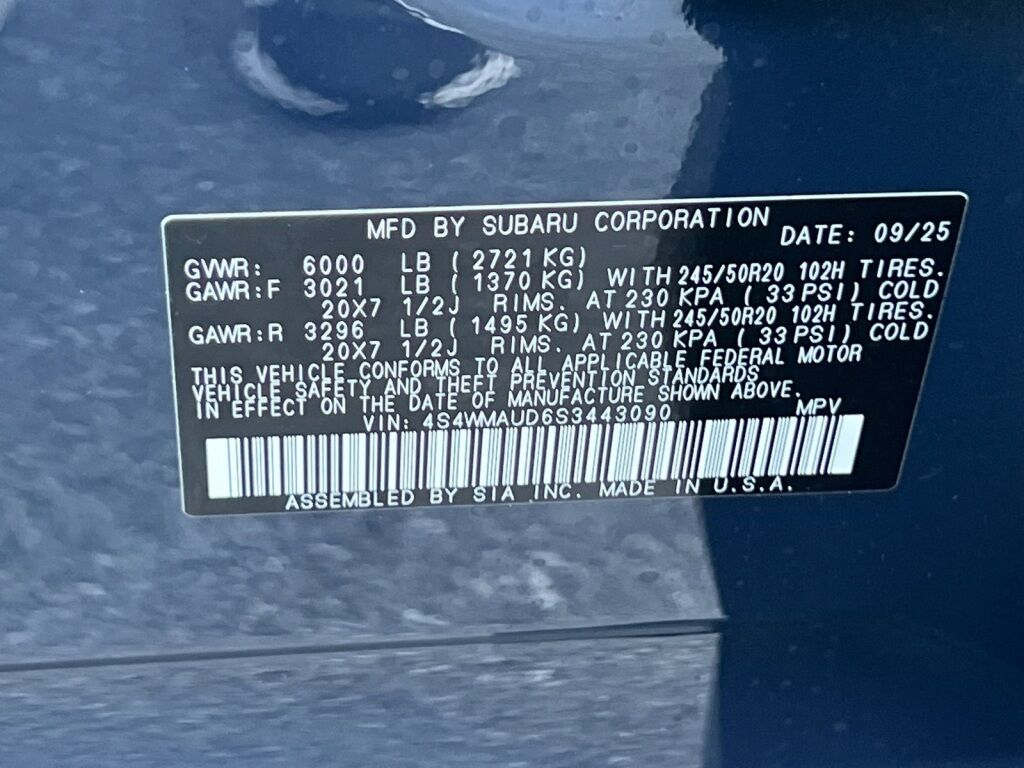 MFD BY SUBARU CORPORATION DATE: 09/25
GVWR: 6000 LB ( 2721 KG)
GAWR:F 3021 LB ( 1370 KG) WITH 245/50R20 102H TIRES.
20X7 1/2J RIMS. AT 230 KPA ( 33 PSI) COLD
GAWR:R 3296 LB ( 1495 KG) WITH 245/50R20 102H TIRES.
20X7 1/2J RIMS. AT 230 KPA ( 33 PSI) COLD
THIS VEHICLE CONFORMS TO ALL APPLICABLE FEDERAL MOTOR
VEHICLE SAFETY AND THEFT PREVENTION STANDARDS
IN EFFECT ON THE DATE OF MANUFACTURE SHOWN ABOVE.
VIN: 4S4WMAUD6S3443090 MPV
ASSEMBLED BY SIA INC. MADE IN U.S.A.